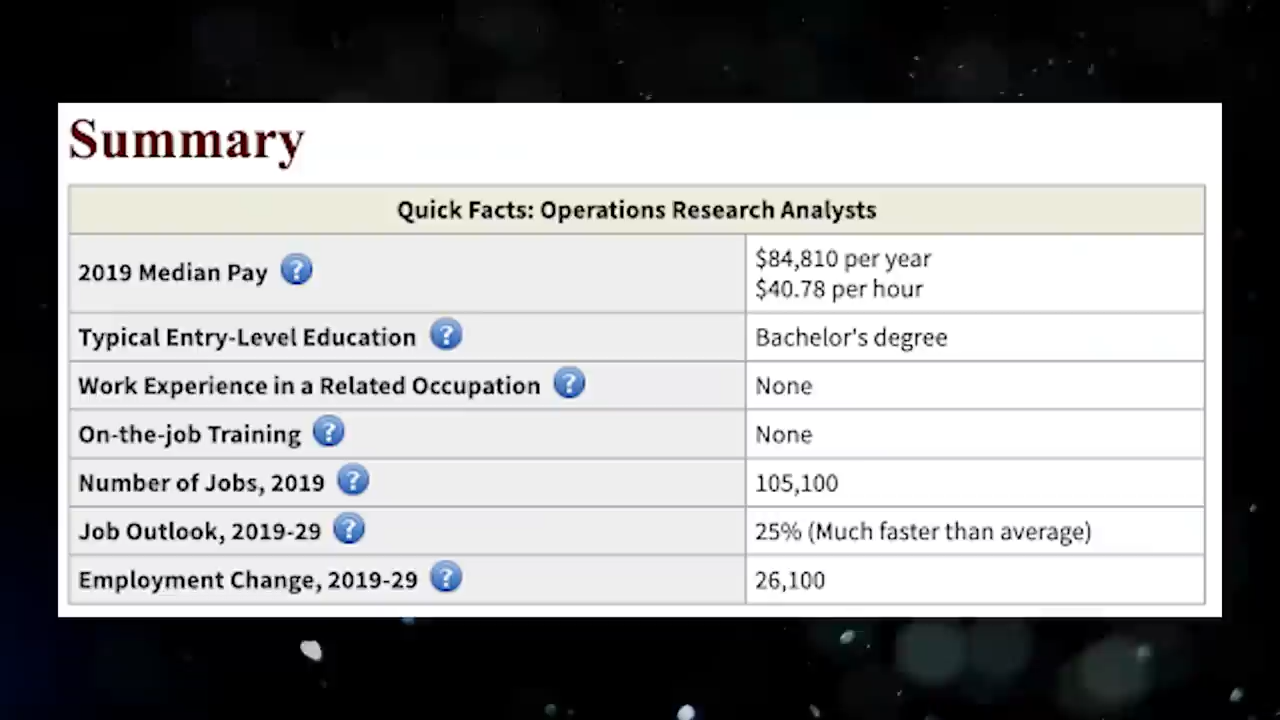 Summary
Quick Facts: Operations Research Analysts
2019 Median Pay ?
$84,810 per year
$40.78 per hour
Typical Entry-Level Education ?
Bachelor's degree
Work Experience in a Related Occupation ?
None
On-the-job Training ?
None
Number of Jobs, 2019 ?
105,100
Job Outlook, 2019-29 ?
25% (Much faster than average)
Employment Change, 2019-29 ?
26,100